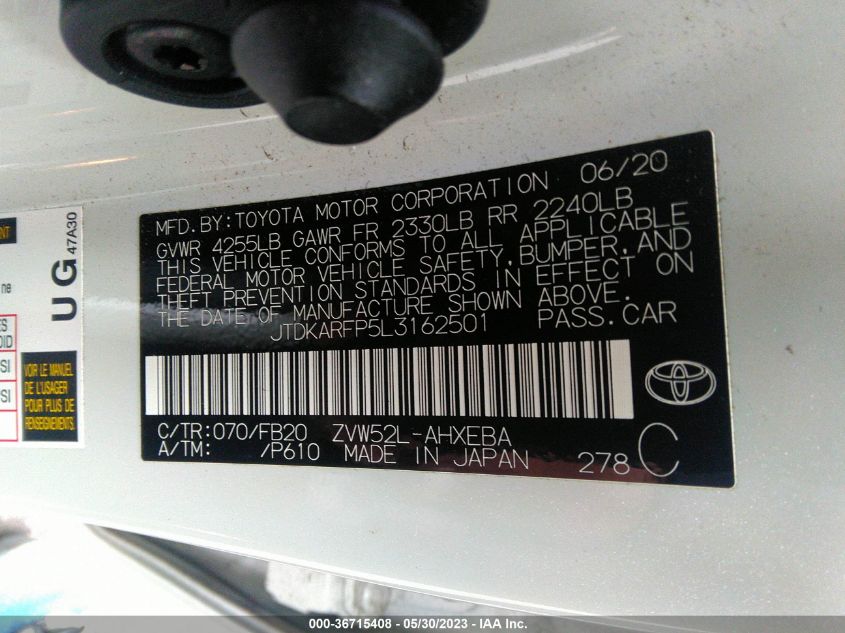 MFD. BY: TOYOTA MOTOR CORPORATION 06/20
GVWR 4255LB GAWR FR 2330LB RR 2240LB
THIS VEHICLE CONFORMS TO ALL APPLICABLE
FEDERAL MOTOR VEHICLE SAFETY, BUMPER, AND
THEFT PREVENTION STANDARDS IN EFFECT ON
THE DATE OF MANUFACTURE SHOWN ABOVE.
JTDKARFP5L3162501 PASS. CAR
C/TR: 070/FB20 ZVW52L-AHXEBA
A/TM: /P610 MADE IN JAPAN 278 C
UG 47A30
VOIR LE MANUEL
DE L'USAGER
POUR PLUS DE
RENSEIGNEMENTS
000-36715408 - 05/30/2023 - IAA Inc.